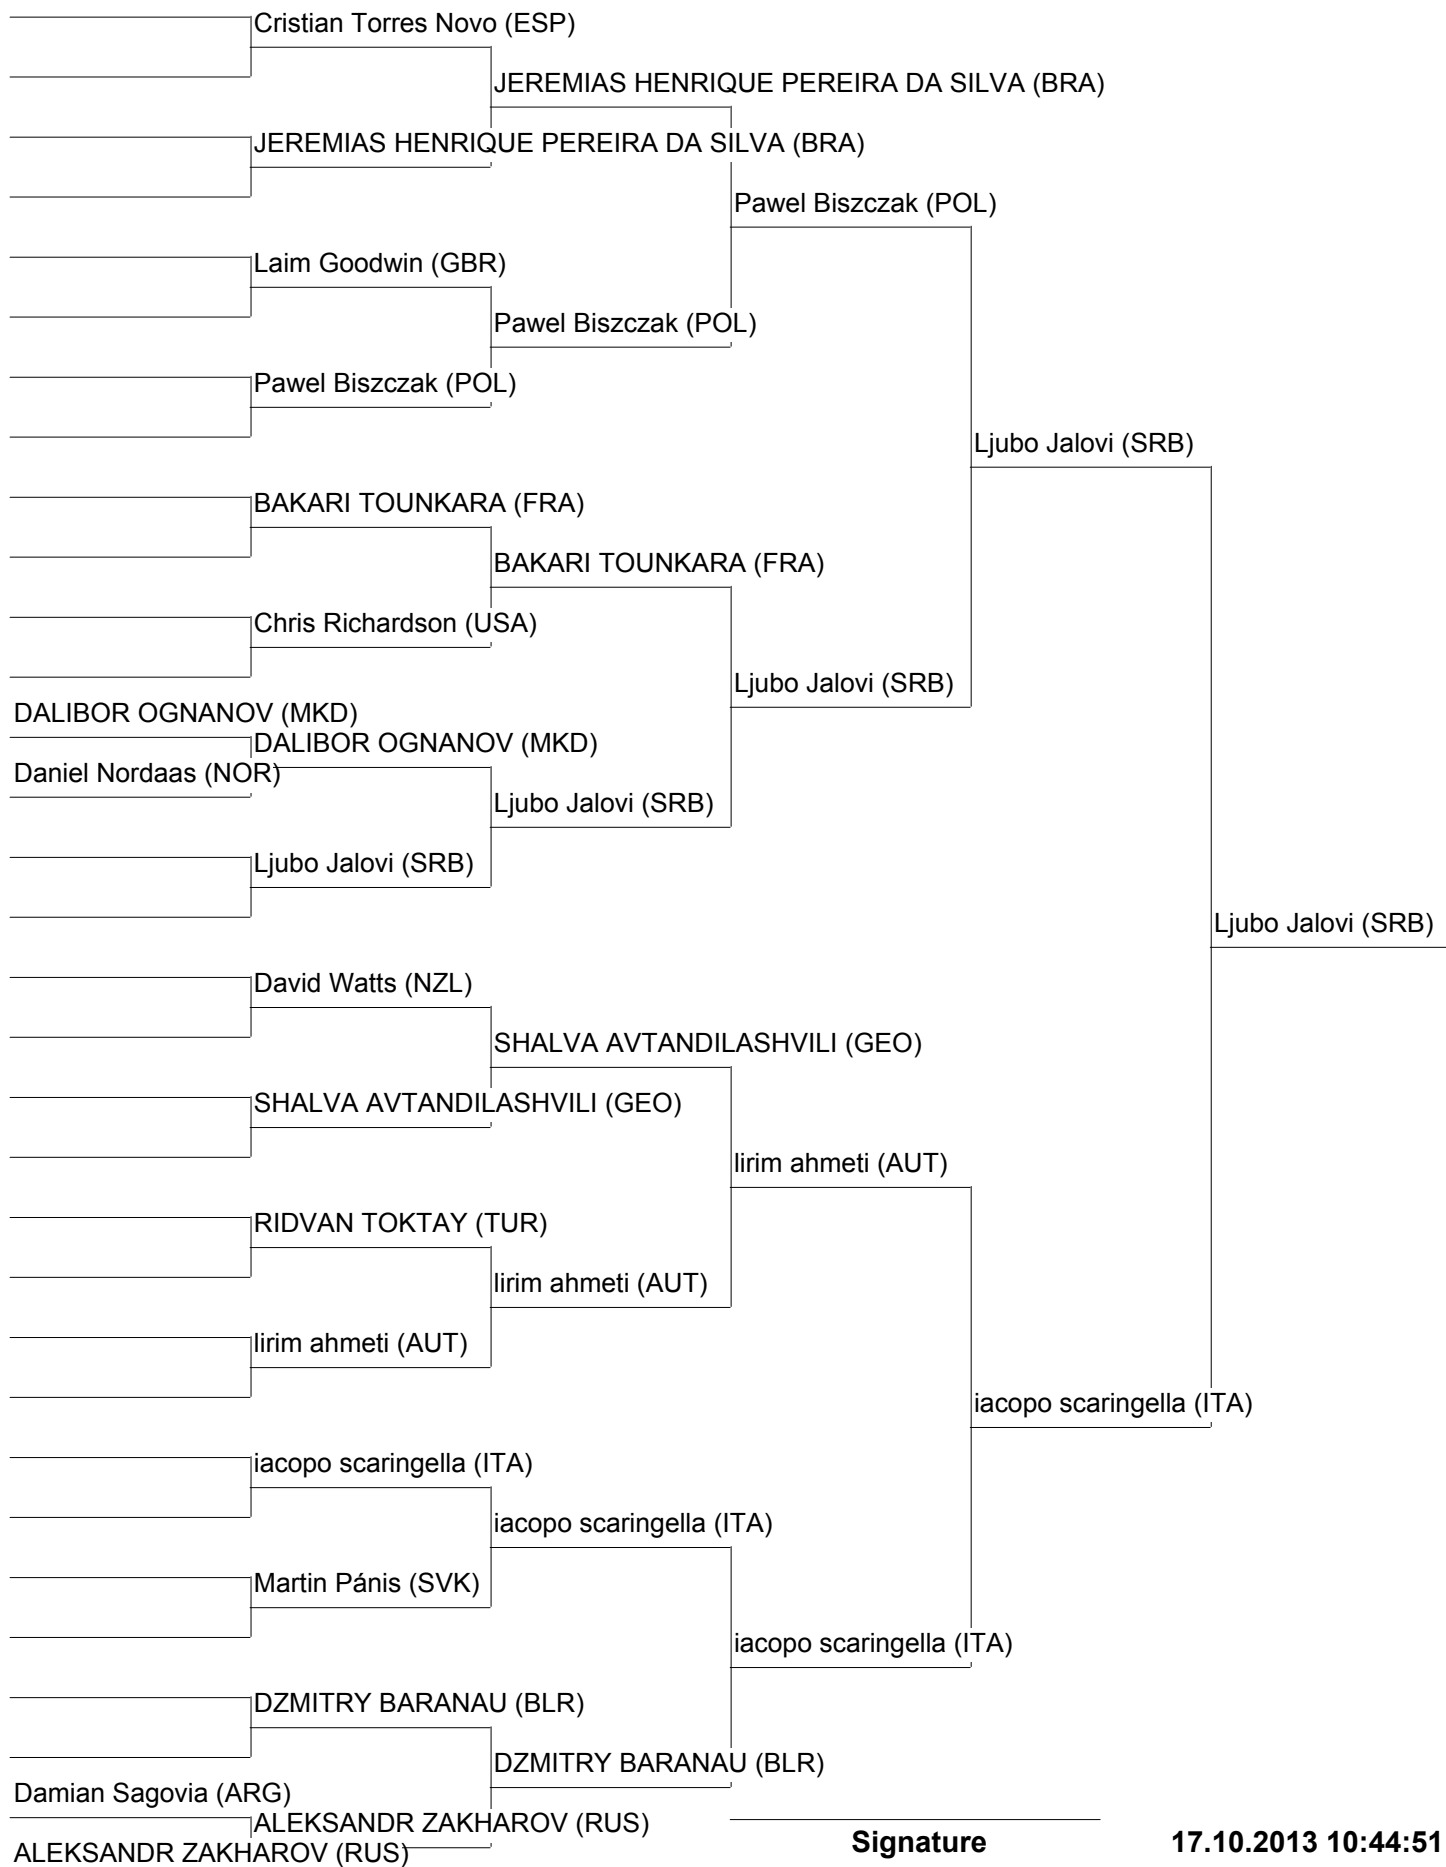 Cristian Torres Novo (ESP)
JEREMIAS HENRIQUE PEREIRA DA SILVA (BRA)
JEREMIAS HENRIQUE PEREIRA DA SILVA (BRA)
Pawel Biszczak (POL)
Laim Goodwin (GBR)
Pawel Biszczak (POL)
Pawel Biszczak (POL)
Ljubo Jalovi (SRB)
BAKARI TOUNKARA (FRA)
BAKARI TOUNKARA (FRA)
Chris Richardson (USA)
Ljubo Jalovi (SRB)
DALIBOR OGNANOV (MKD)
DALIBOR OGNANOV (MKD)
Daniel Nordaas (NOR)
Ljubo Jalovi (SRB)
Ljubo Jalovi (SRB)
Ljubo Jalovi (SRB)
David Watts (NZL)
SHALVA AVTANDILASHVILI (GEO)
SHALVA AVTANDILASHVILI (GEO)
lirim ahmeti (AUT)
RIDVAN TOKTAY (TUR)
lirim ahmeti (AUT)
lirim ahmeti (AUT)
iacopo scaringella (ITA)
iacopo scaringella (ITA)
iacopo scaringella (ITA)
Martin Pánis (SVK)
iacopo scaringella (ITA)
DZMITRY BARANAU (BLR)
DZMITRY BARANAU (BLR)
Damian Sagovia (ARG)
ALEKSANDR ZAKHAROV (RUS)
ALEKSANDR ZAKHAROV (RUS)
Signature 17.10.2013 10:44:51